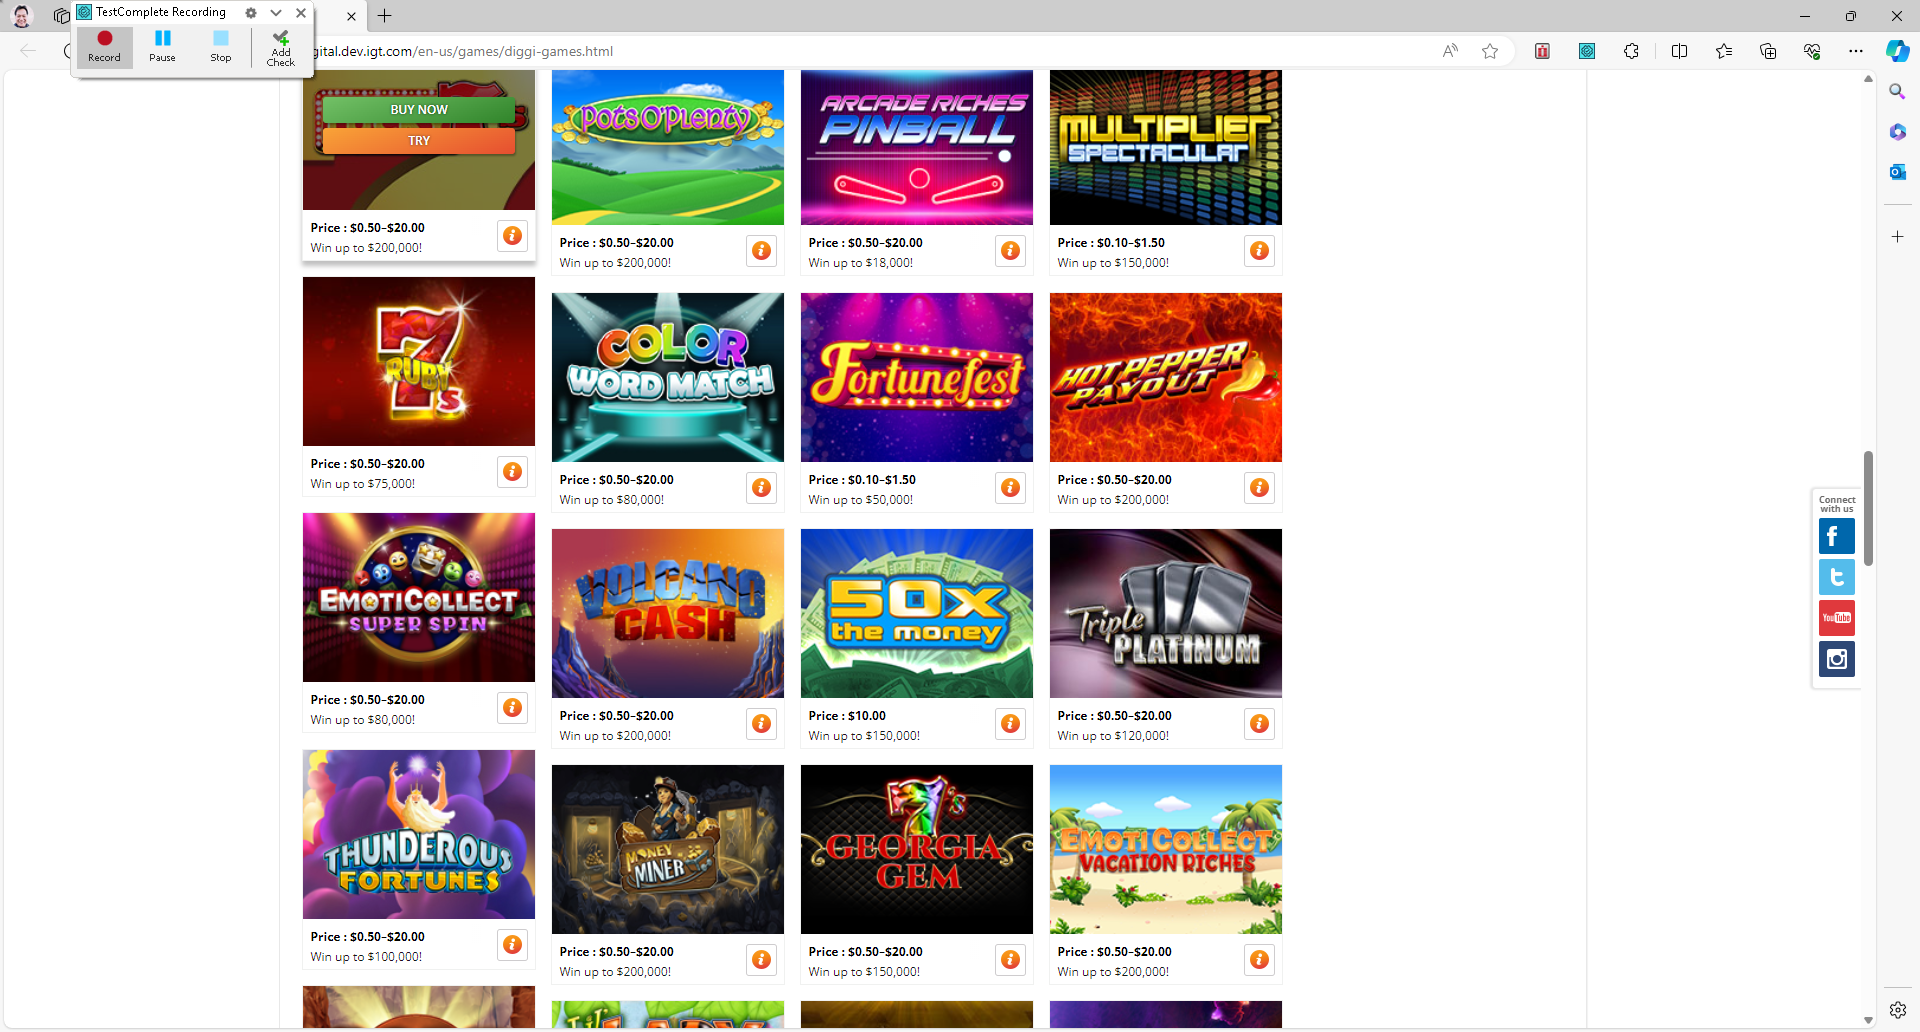 TestComplete Recording
Record
Pause
Stop
Add Check
gital.dev.igt.com/en-us/games/diggi-games.html
BUY NOW
TRY
Price : $0.50–$20.00
Win up to $200,000!
Pots O'Plenty
Price : $0.50–$20.00
Win up to $200,000!
ARCADE RICHES
PINBALL
Price : $0.50–$20.00
Win up to $18,000!
MULTIPLIER
SPECTACULAR
Price : $0.10–$1.50
Win up to $150,000!
7
RUBY
s
Price : $0.50–$20.00
Win up to $75,000!
COLOR
WORD MATCH
Price : $0.50–$20.00
Win up to $80,000!
Fortunefest
Price : $0.10–$1.50
Win up to $50,000!
HOT PEPPER
PAYOUT
Price : $0.50–$20.00
Win up to $200,000!
EMOTICOLLECT
SUPER SPIN
Price : $0.50–$20.00
Win up to $80,000!
VOLCANO
CASH
Price : $0.50–$20.00
Win up to $200,000!
50X
the money
Price : $10.00
Win up to $150,000!
Triple
PLATINUM
Price : $0.50–$20.00
Win up to $120,000!
THUNDEROUS
FORTUNES
Price : $0.50–$20.00
Win up to $100,000!
MONEY
MINER
Price : $0.50–$20.00
Win up to $200,000!
7's
GEORGIA
GEM
Price : $0.50–$20.00
Win up to $150,000!
EMOTICOLLECT
VACATION RICHES
Price : $0.50–$20.00
Win up to $200,000!
Connect
with us
YouTube
Lil'
LADY